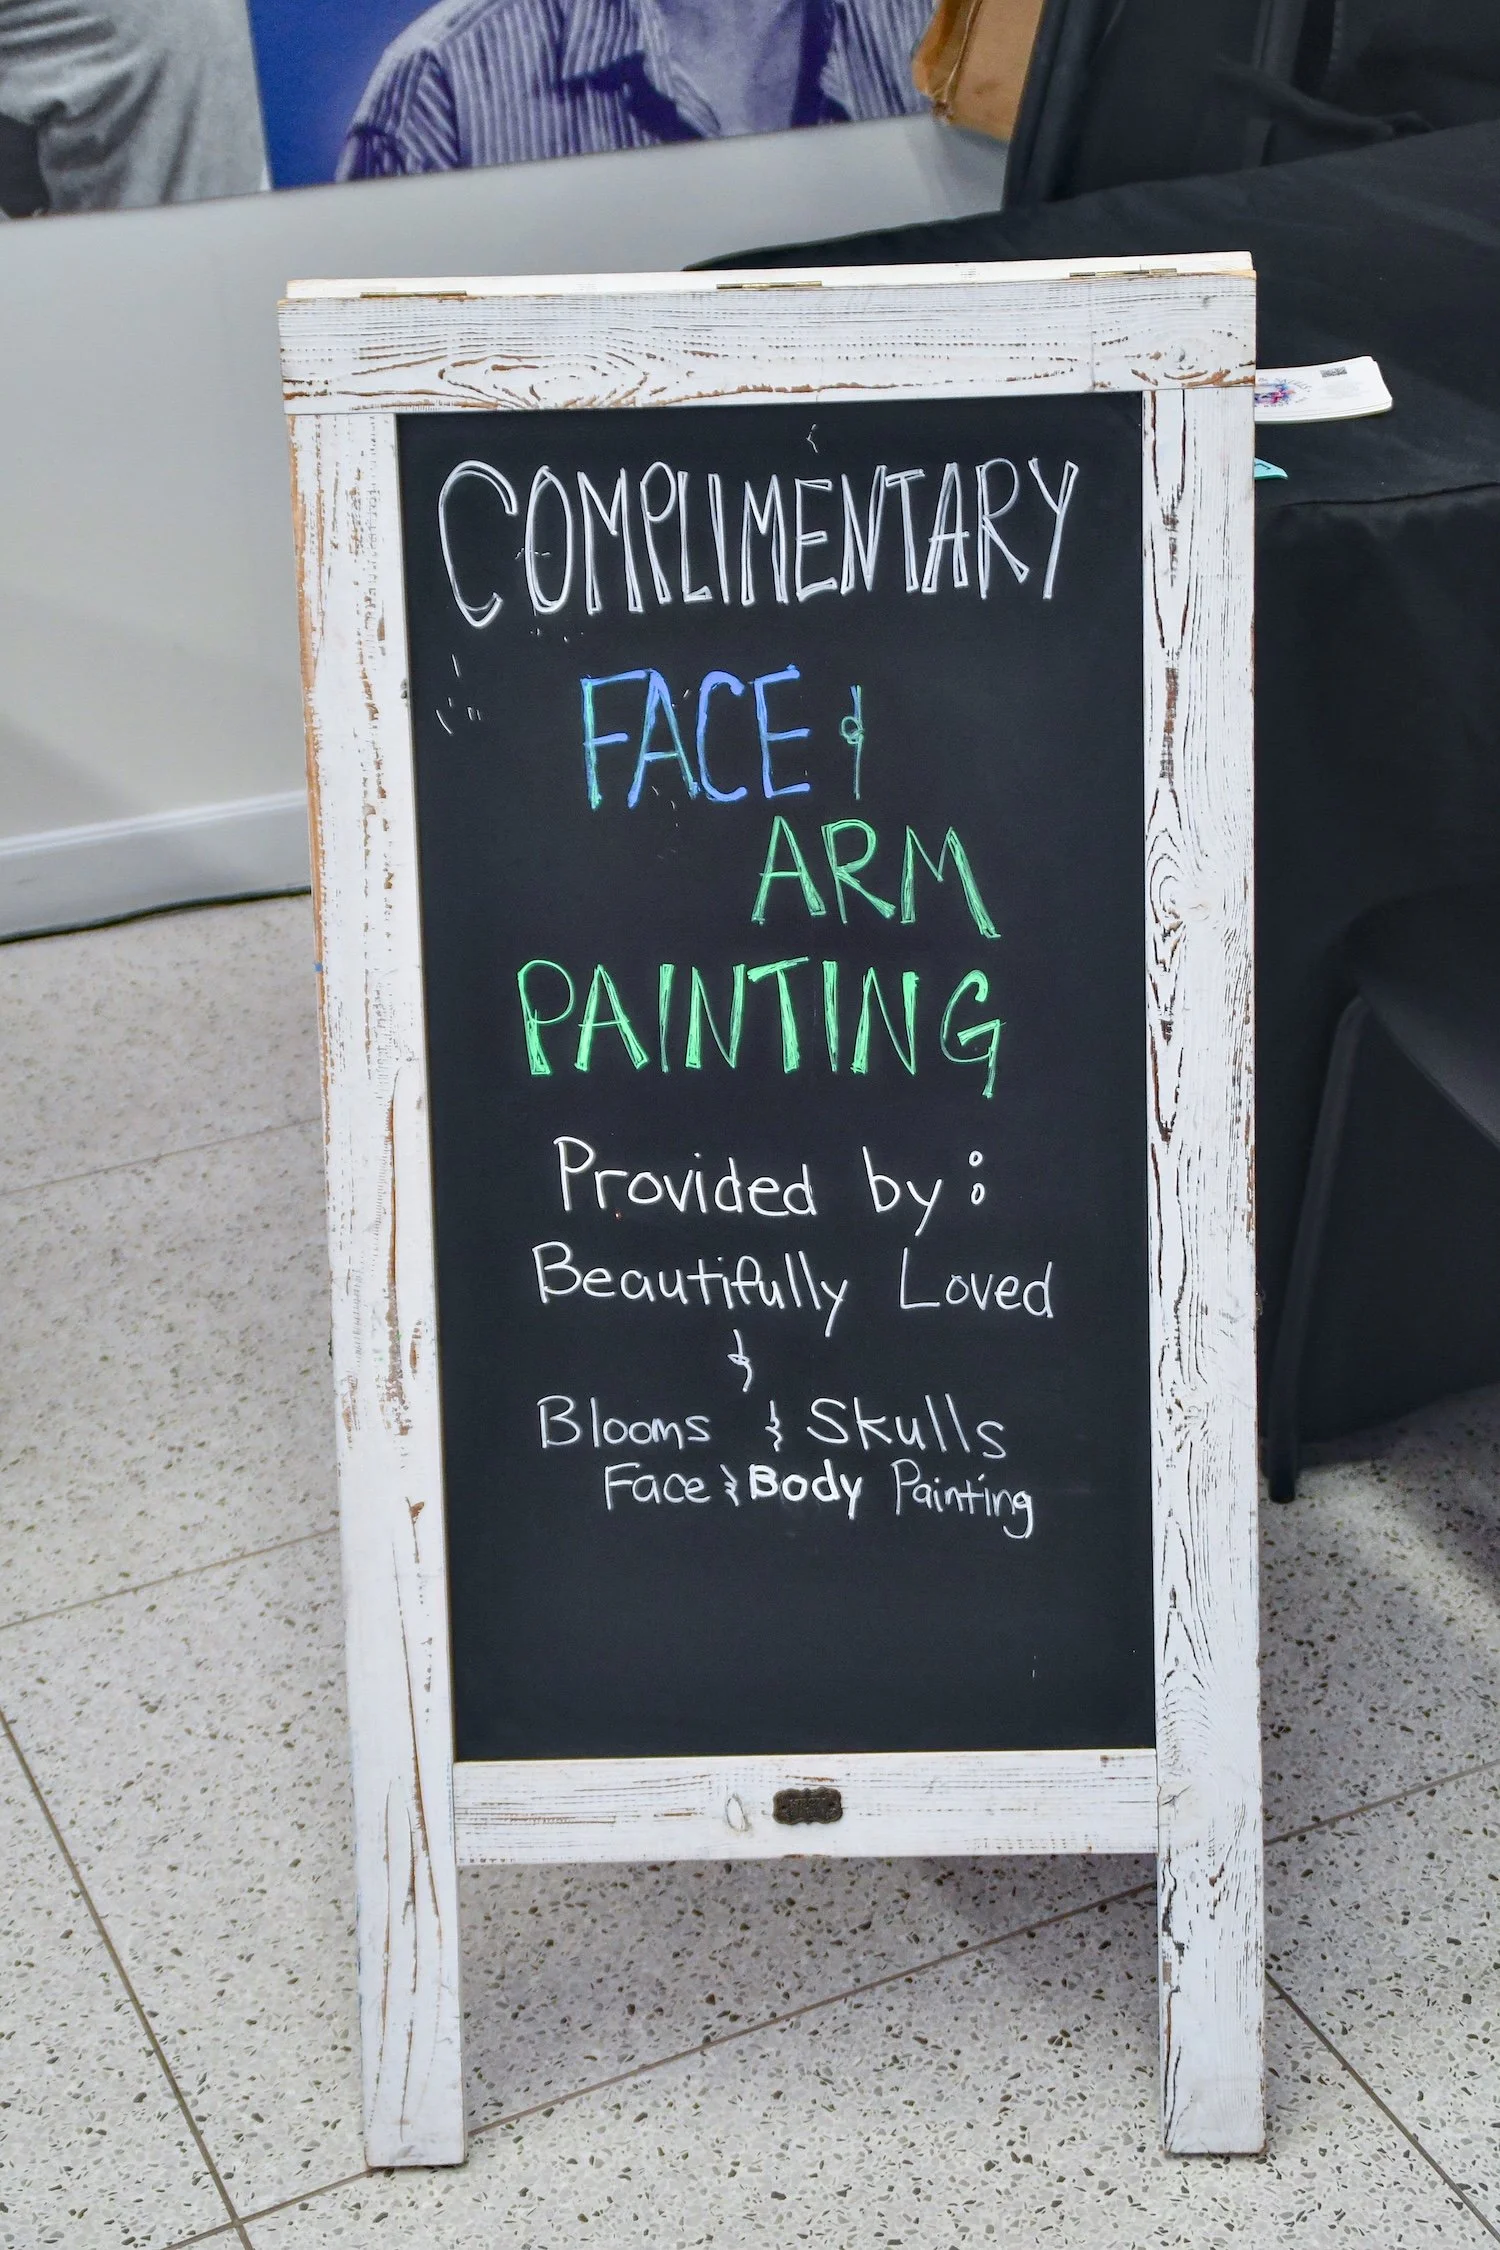 COMPLIMENTARY
FACE &
ARM
PAINTING
Provided by:
Beautifully Loved
&
Blooms & Skulls
Face & Body Painting